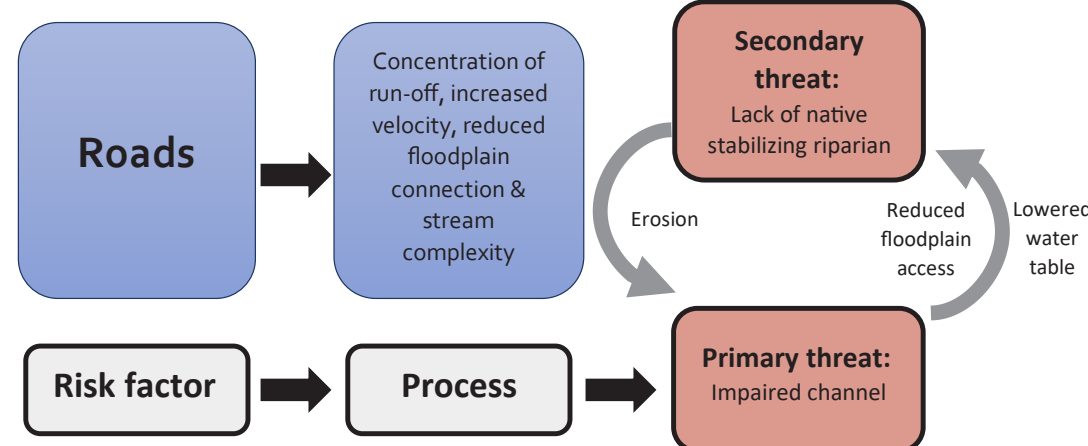 Roads
Concentration of
run-off, increased
velocity, reduced
floodplain
connection &
stream
complexity
Secondary
threat:
Lack of native
stabilizing riparian
Erosion
Reduced
floodplain
access
Lowered
water
table
Risk factor
Process
Primary threat:
Impaired channel